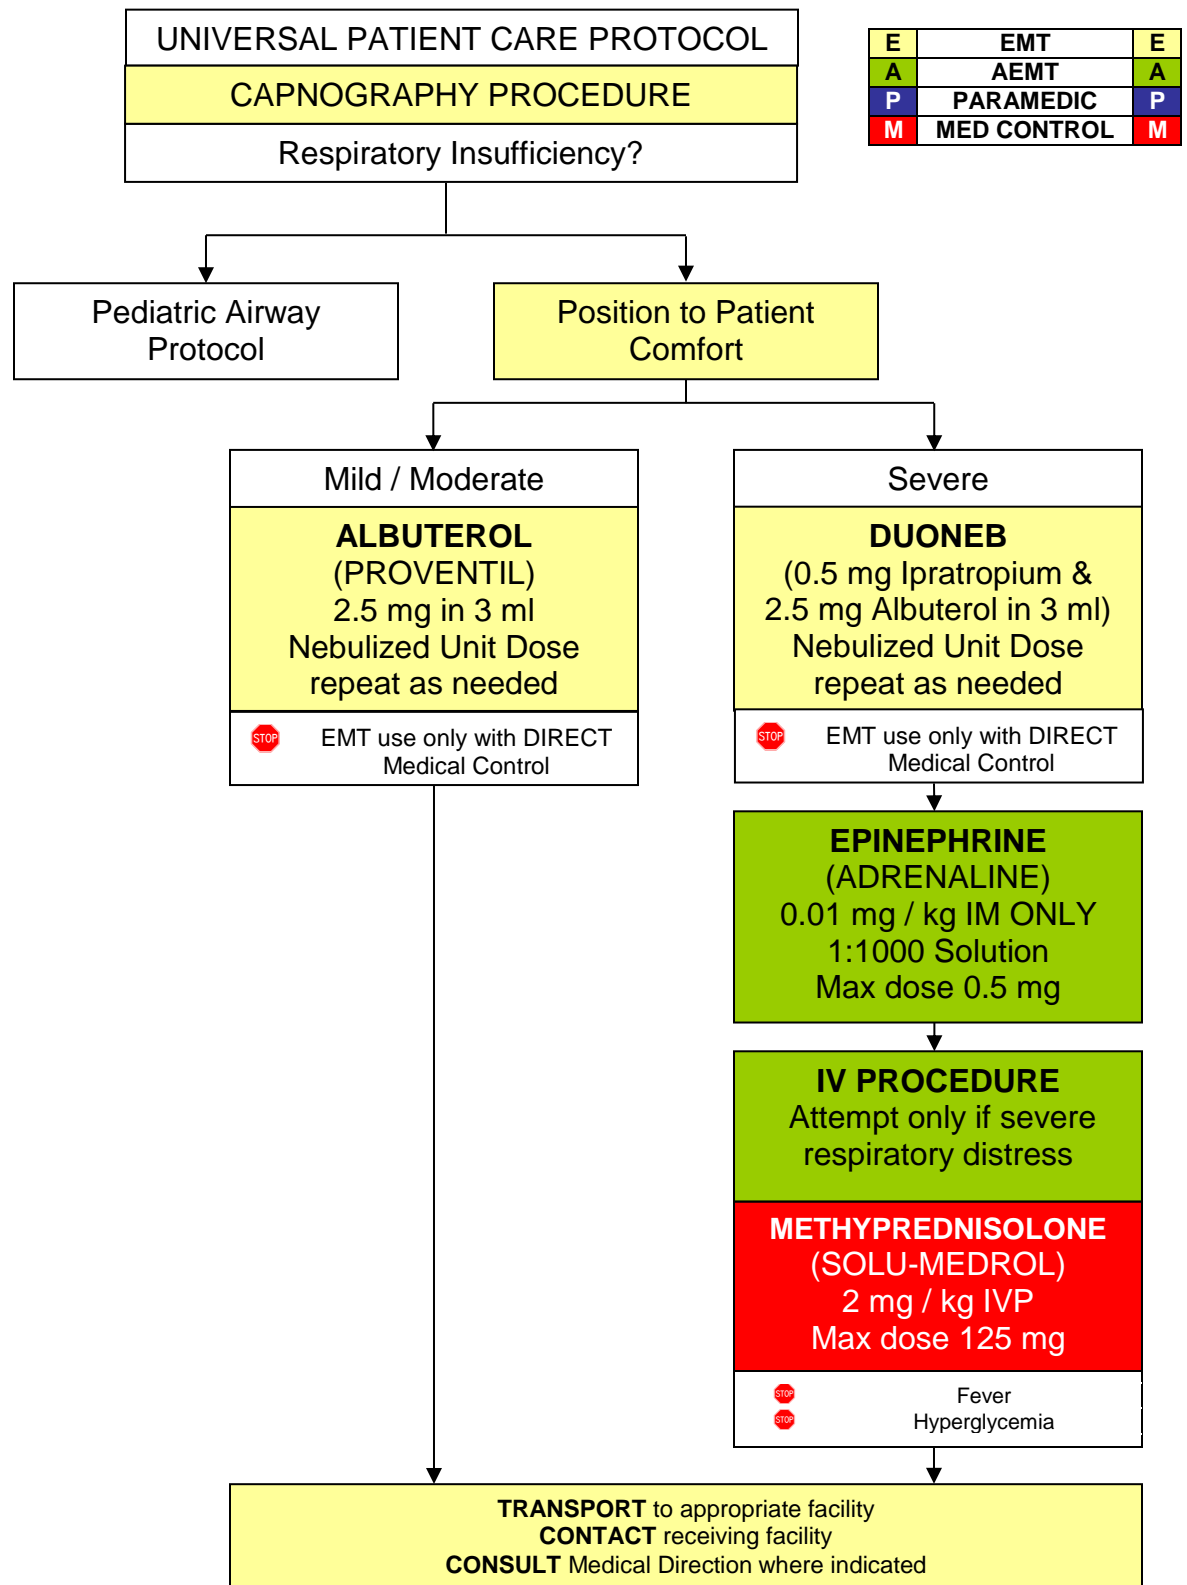 UNIVERSAL PATIENT CARE PROTOCOL
CAPNOGRAPHY PROCEDURE
Respiratory Insufficiency?
E EMT E
A AEMT A
P PARAMEDIC P
M MED CONTROL M
Pediatric Airway
Protocol
Position to Patient
Comfort
Mild / Moderate
ALBUTEROL
(PROVENTIL)
2.5 mg in 3 ml
Nebulized Unit Dose
repeat as needed
STOP EMT use only with DIRECT
Medical Control
Severe
DUONEB
(0.5 mg Ipratropium &
2.5 mg Albuterol in 3 ml)
Nebulized Unit Dose
repeat as needed
STOP EMT use only with DIRECT
Medical Control
EPINEPHRINE
(ADRENALINE)
0.01 mg / kg IM ONLY
1:1000 Solution
Max dose 0.5 mg
IV PROCEDURE
Attempt only if severe
respiratory distress
METHYPREDNISOLONE
(SOLU-MEDROL)
2 mg / kg IVP
Max dose 125 mg
STOP Fever
STOP Hyperglycemia
TRANSPORT to appropriate facility
CONTACT receiving facility
CONSULT Medical Direction where indicated